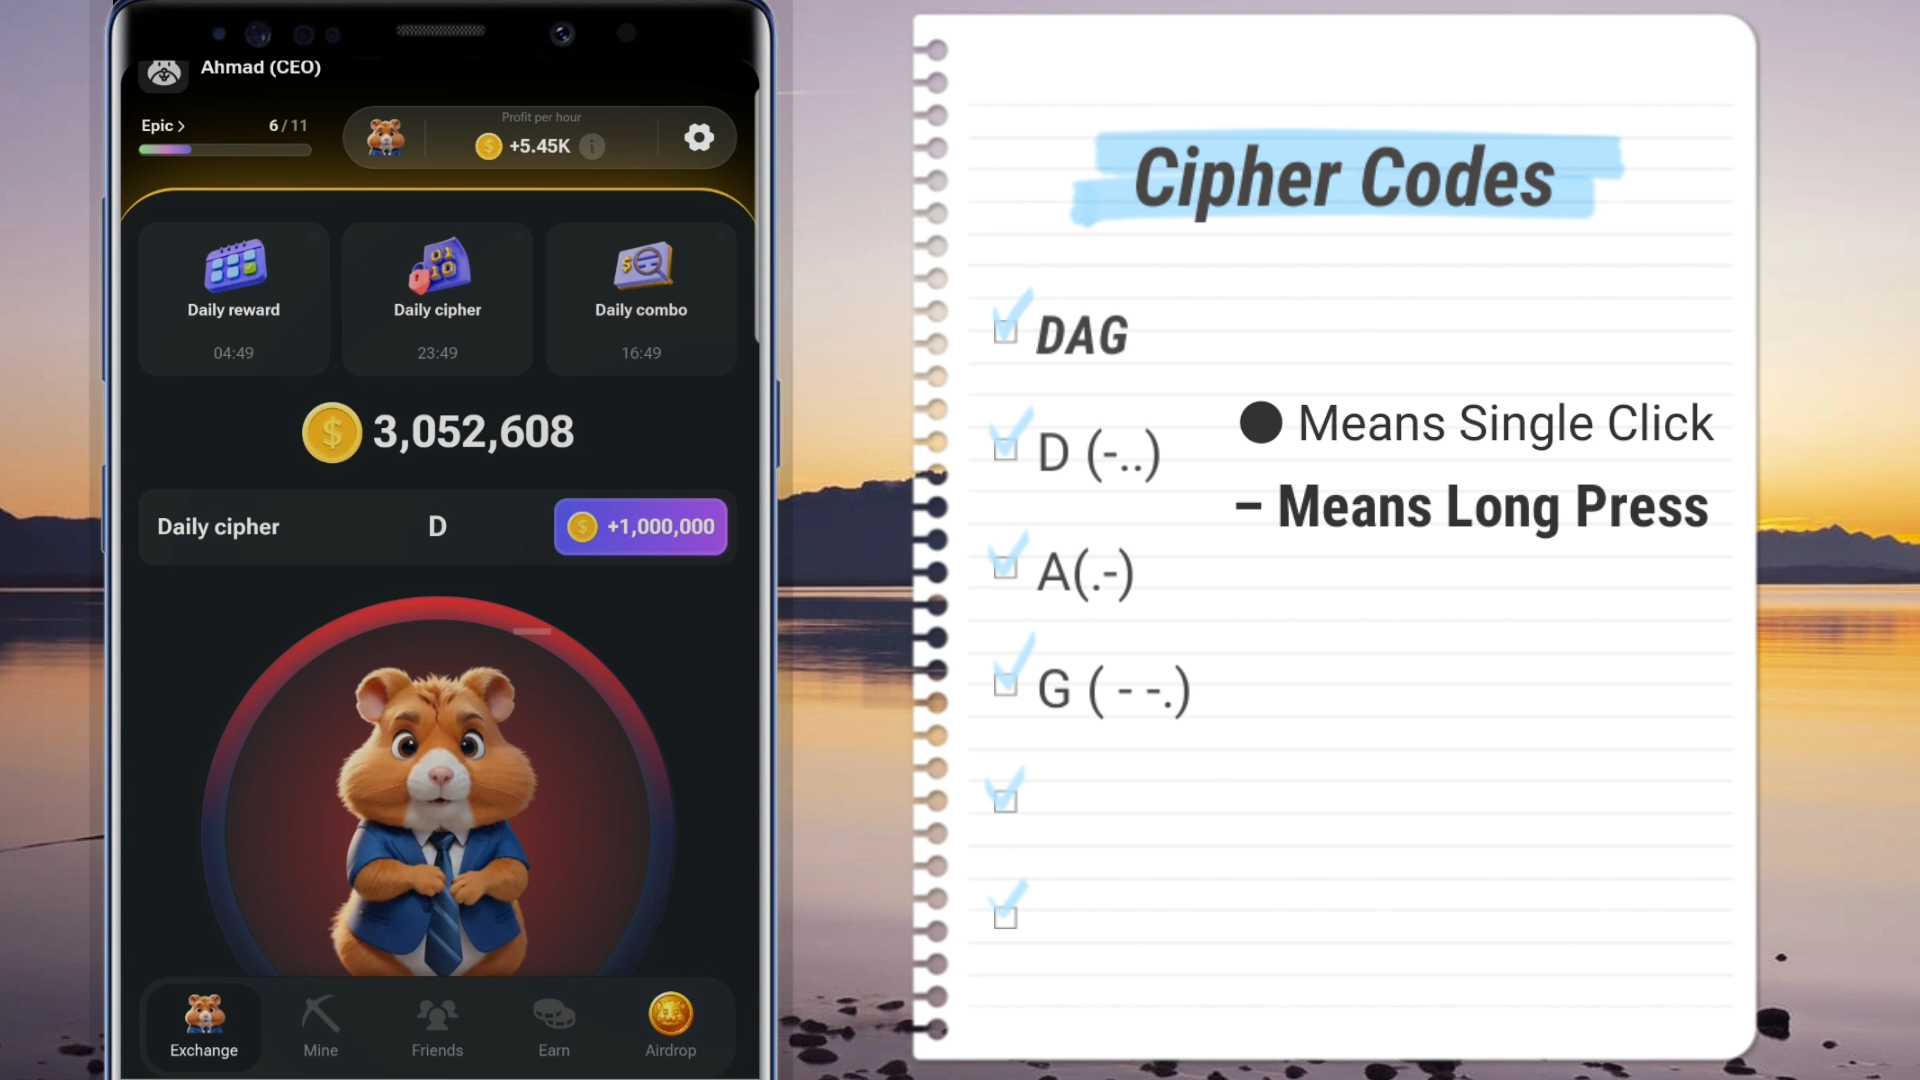 Ahmad (CEO)
Epic >
6 / 11
Profit per hour
+5.45K
Daily reward
04:49
Daily cipher
23:49
Daily combo
16:49
3,052,608
Daily cipher
D
+1,000,000
Exchange
Mine
Friends
Earn
Airdrop
Cipher Codes
DAG
D (-..)
● Means Single Click
– Means Long Press
A(.-)
G ( - -.)